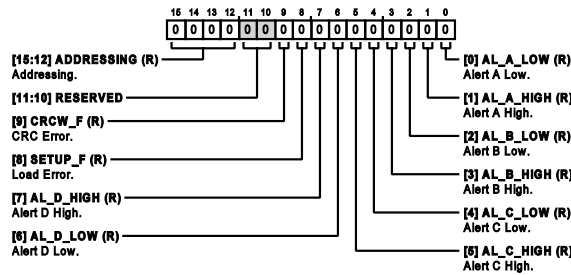 15 14 13 12 11 10 9 8 7 6 5 4 3 2 1 0
0 0 0 0 0 0 0 0 0 0 0 0 0 0 0 0
[15:12] ADDRESSING (R)
Addressing.
[11:10] RESERVED
[9] CRCW_F (R)
CRC Error.
[8] SETUP_F (R)
Load Error.
[7] AL_D_HIGH (R)
Alert D High.
[6] AL_D_LOW (R)
Alert D Low.
[0] AL_A_LOW (R)
Alert A Low.
[1] AL_A_HIGH (R)
Alert A High.
[2] AL_B_LOW (R)
Alert B Low.
[3] AL_B_HIGH (R)
Alert B High.
[4] AL_C_LOW (R)
Alert C Low.
[5] AL_C_HIGH (R)
Alert C High.